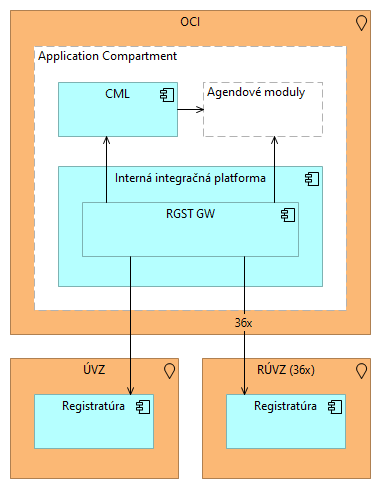 OCI
Application Compartment
CML
Agendové moduly
Interná integračná platforma
RGST GW
36x
ÚVZ
RÚVZ (36x)
Registratúra
Registratúra